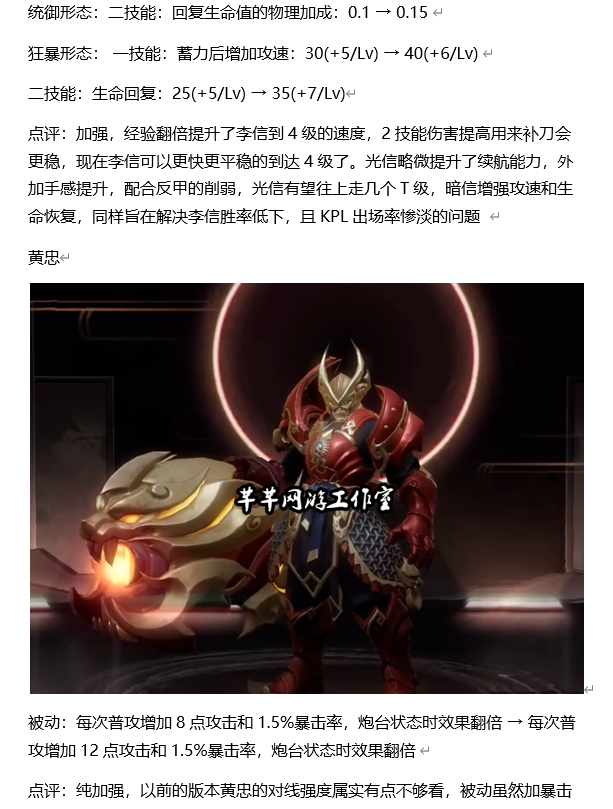 统御形态：二技能：回复生命值的物理加成：0.1 → 0.15
狂暴形态： 一技能：蓄力后增加攻速：30(+5/Lv) → 40(+6/Lv)
二技能：生命回复：25(+5/Lv) → 35(+7/Lv)
点评：加强，经验翻倍提升了李信到 4 级的速度，2 技能伤害提高用来补刀会
更稳，现在李信可以更快更平稳的到达 4 级了。光信略微提升了续航能力，外
加手感提升，配合反甲的削弱，光信有望往上走几个 T 级，暗信增强攻速和生
命恢复，同样旨在解决李信胜率低下，且 KPL 出场率惨淡的问题
黄忠
芊芊网游工作室
被动：每次普攻增加 8 点攻击和 1.5%暴击率，炮台状态时效果翻倍 → 每次普
攻增加 12 点攻击和 1.5%暴击率，炮台状态时效果翻倍
点评：纯加强，以前的版本黄忠的对线强度属实有点不够看，被动虽然加暴击